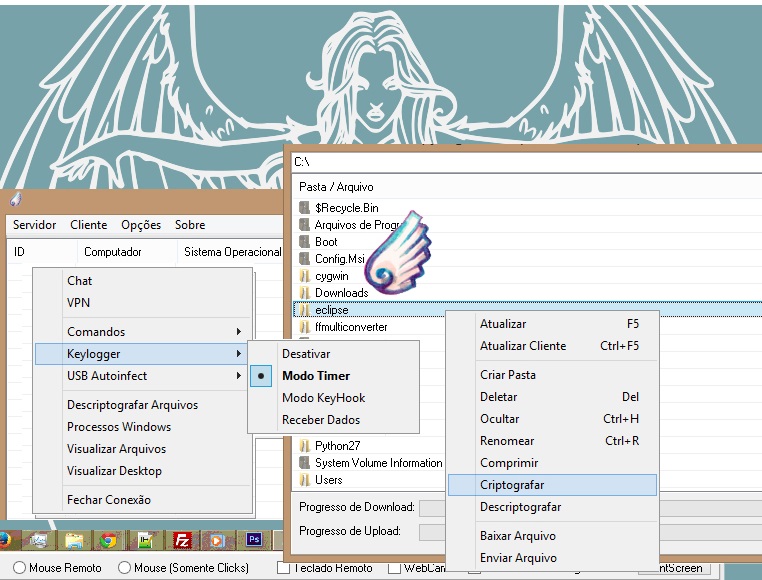 C:\
Pasta / Arquivo
$Recycle.Bin
Arquivos de
Boot
Config.Msi
cygwin
Downloads
eclipse
ffmulticonverter
Python27
System Volume Information
Users
Progresso de Download:
Progresso de Upload:
Servidor Cliente Opções Sobre
ID Computador Sistema Operacional
Chat
VPN
Comandos
Keylogger
USB Autoinfect
Descriptografar Arquivos
Processos Windows
Visualizar Arquivos
Visualizar Desktop
Fechar Conexão
Desativar
Modo Timer
Modo KeyHook
Receber Dados
Atualizar F5
Atualizar Cliente Ctrl+F5
Criar Pasta
Deletar Del
Ocultar Ctrl+H
Renomear Ctrl+R
Comprimir
Criptografar
Descriptografar
Baixar Arquivo
Enviar Arquivo
Fz Ps
Mouse Remoto Mouse (Somente Clicks) Teclado Remoto